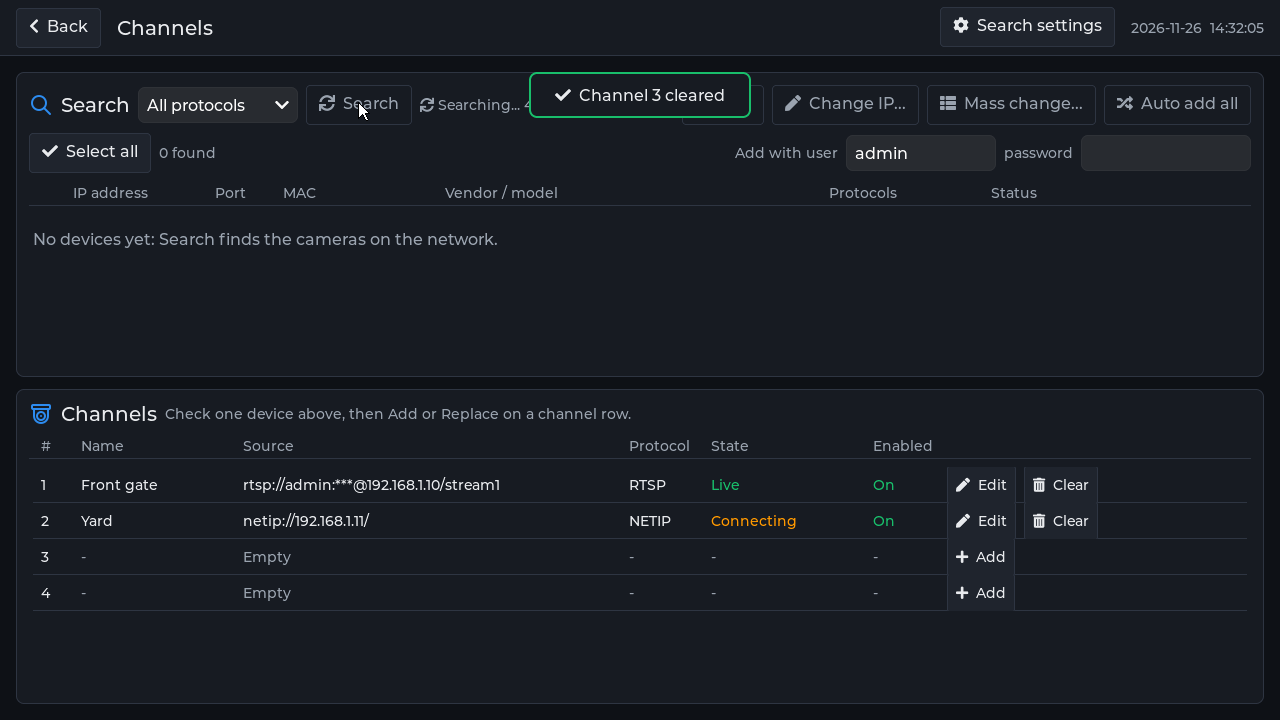 Back
Channels
Search settings
2026-11-26 14:32:05
Search
All protocols
Search
Searching...
Channel 3 cleared
Change IP...
Mass change...
Auto add all
Select all
0 found
Add with user
admin
password
IP address Port MAC Vendor / model Protocols Status
No devices yet: Search finds the cameras on the network.
Channels
Check one device above, then Add or Replace on a channel row.
# Name Source Protocol State Enabled
1 Front gate rtsp://admin:***@192.168.1.10/stream1 RTSP Live On Edit Clear
2 Yard netip://192.168.1.11/ NETIP Connecting On Edit Clear
3 - Empty - - - Add
4 - Empty - - - Add